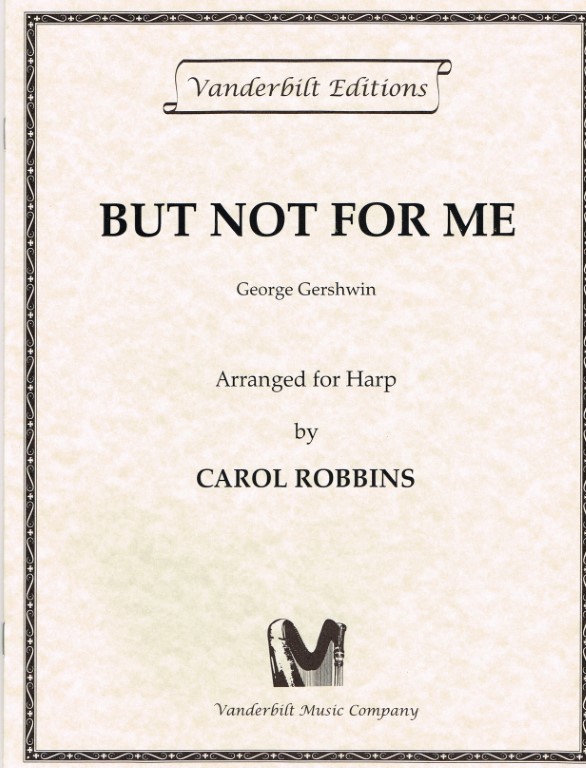 Vanderbilt Editions
BUT NOT FOR ME
George Gershwin
Arranged for Harp
by
CAROL ROBBINS
Vanderbilt Music Company